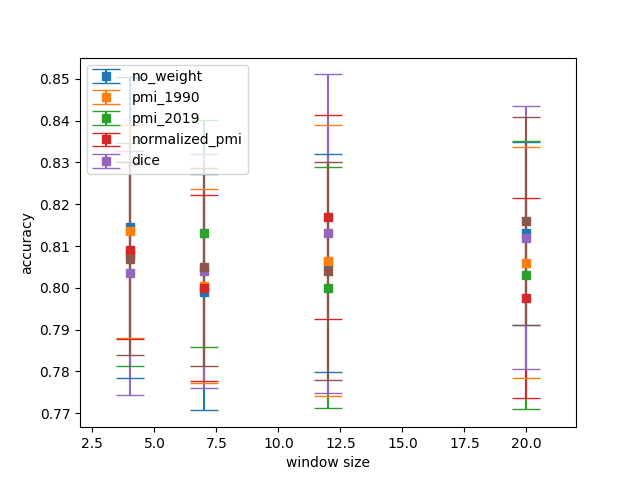 0.85
0.84
0.83
0.82
0.81
0.80
0.79
0.78
0.77
accuracy
no_weight
pmi_1990
pmi_2019
normalized_pmi
dice
2.5 5.0 7.5 10.0 12.5 15.0 17.5 20.0
window size